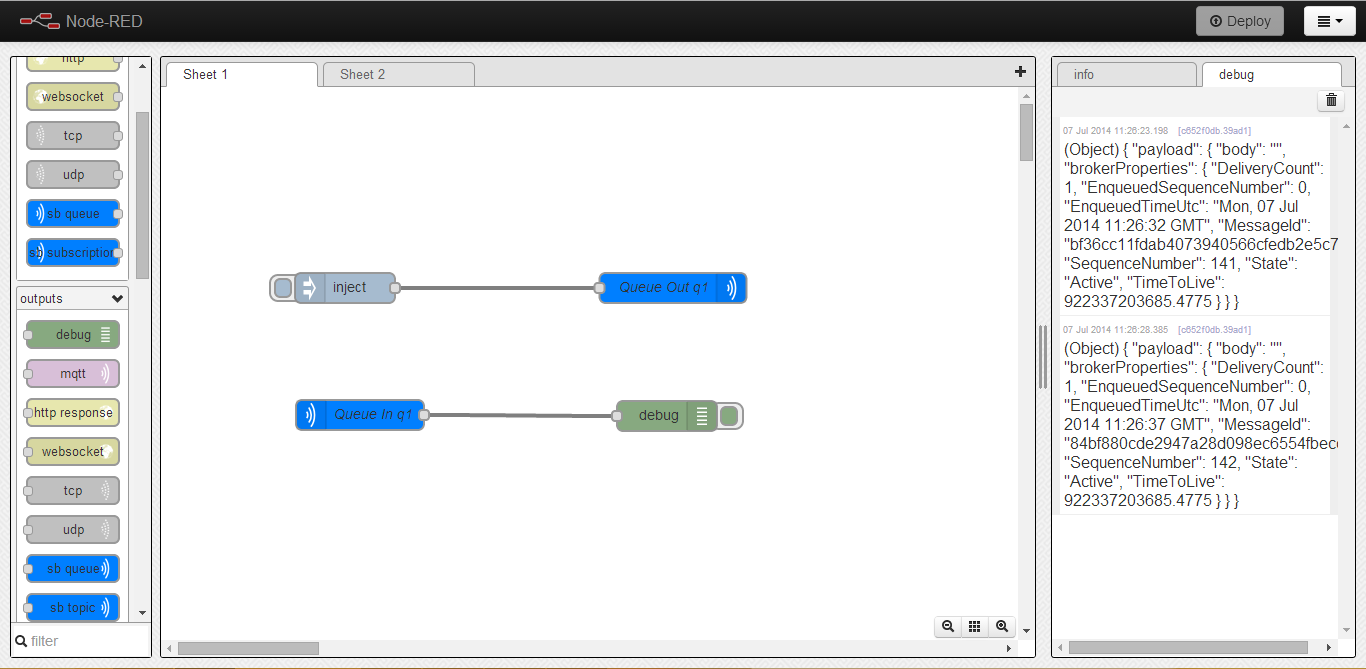 Node-RED
Deploy
http
websocket
tcp
udp
sb queue
sb subscription
outputs
debug
mqtt
http response
websocket
tcp
udp
sb queue
sb topic
filter
Sheet 1
Sheet 2
inject
Queue Out q1
Queue In q1
debug
info
debug
07 Jul 2014 11:26:23.198 [c652f0db.39ad1]
(Object) { "payload": { "body": "",
"brokerProperties": { "DeliveryCount":
1, "EnqueuedSequenceNumber": 0,
"EnqueuedTimeUtc": "Mon, 07 Jul
2014 11:26:32 GMT", "MessageId":
"bf36cc11fdab4073940566cfedb2e5c7
"SequenceNumber": 141, "State":
"Active", "TimeToLive":
922337203685.4775 } } }
07 Jul 2014 11:26:28.385 [c652f0db.39ad1]
(Object) { "payload": { "body": "",
"brokerProperties": { "DeliveryCount":
1, "EnqueuedSequenceNumber": 0,
"EnqueuedTimeUtc": "Mon, 07 Jul
2014 11:26:37 GMT", "MessageId":
"84bf880cde2947a28d098ec6554fbecc
"SequenceNumber": 142, "State":
"Active", "TimeToLive":
922337203685.4775 } } }